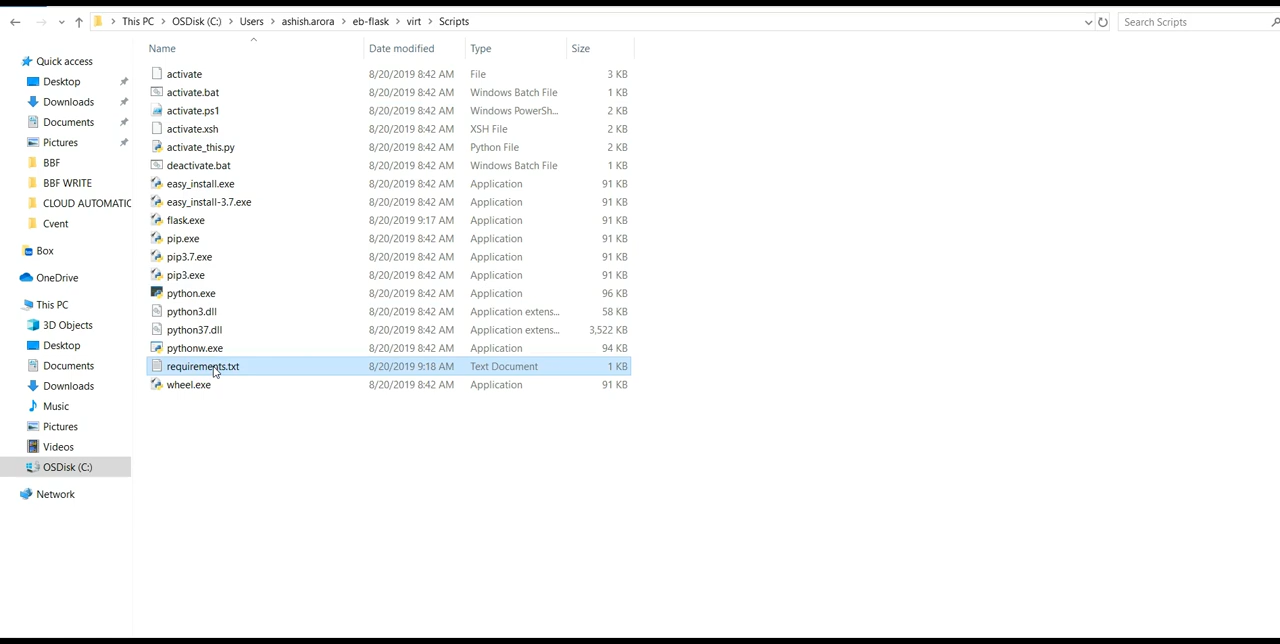 This PC > OSDisk (C:) > Users > ashish.arora > eb-flask > virt > Scripts
Search Scripts
Quick access
Desktop
Downloads
Documents
Pictures
BBF
BBF WRITE
CLOUD AUTOMATIC
Cvent
Box
OneDrive
This PC
3D Objects
Desktop
Documents
Downloads
Music
Pictures
Videos
OSDisk (C:)
Network
Name Date modified Type Size
activate 8/20/2019 8:42 AM File 3 KB
activate.bat 8/20/2019 8:42 AM Windows Batch File 1 KB
activate.ps1 8/20/2019 8:42 AM Windows PowerSh... 2 KB
activate.xsh 8/20/2019 8:42 AM XSH File 2 KB
activate_this.py 8/20/2019 8:42 AM Python File 2 KB
deactivate.bat 8/20/2019 8:42 AM Windows Batch File 1 KB
easy_install.exe 8/20/2019 8:42 AM Application 91 KB
easy_install-3.7.exe 8/20/2019 8:42 AM Application 91 KB
flask.exe 8/20/2019 9:17 AM Application 91 KB
pip.exe 8/20/2019 8:42 AM Application 91 KB
pip3.7.exe 8/20/2019 8:42 AM Application 91 KB
pip3.exe 8/20/2019 8:42 AM Application 91 KB
python.exe 8/20/2019 8:42 AM Application 96 KB
python3.dll 8/20/2019 8:42 AM Application extens... 58 KB
python37.dll 8/20/2019 8:42 AM Application extens... 3,522 KB
pythonw.exe 8/20/2019 8:42 AM Application 94 KB
requirements.txt 8/20/2019 9:18 AM Text Document 1 KB
wheel.exe 8/20/2019 8:42 AM Application 91 KB